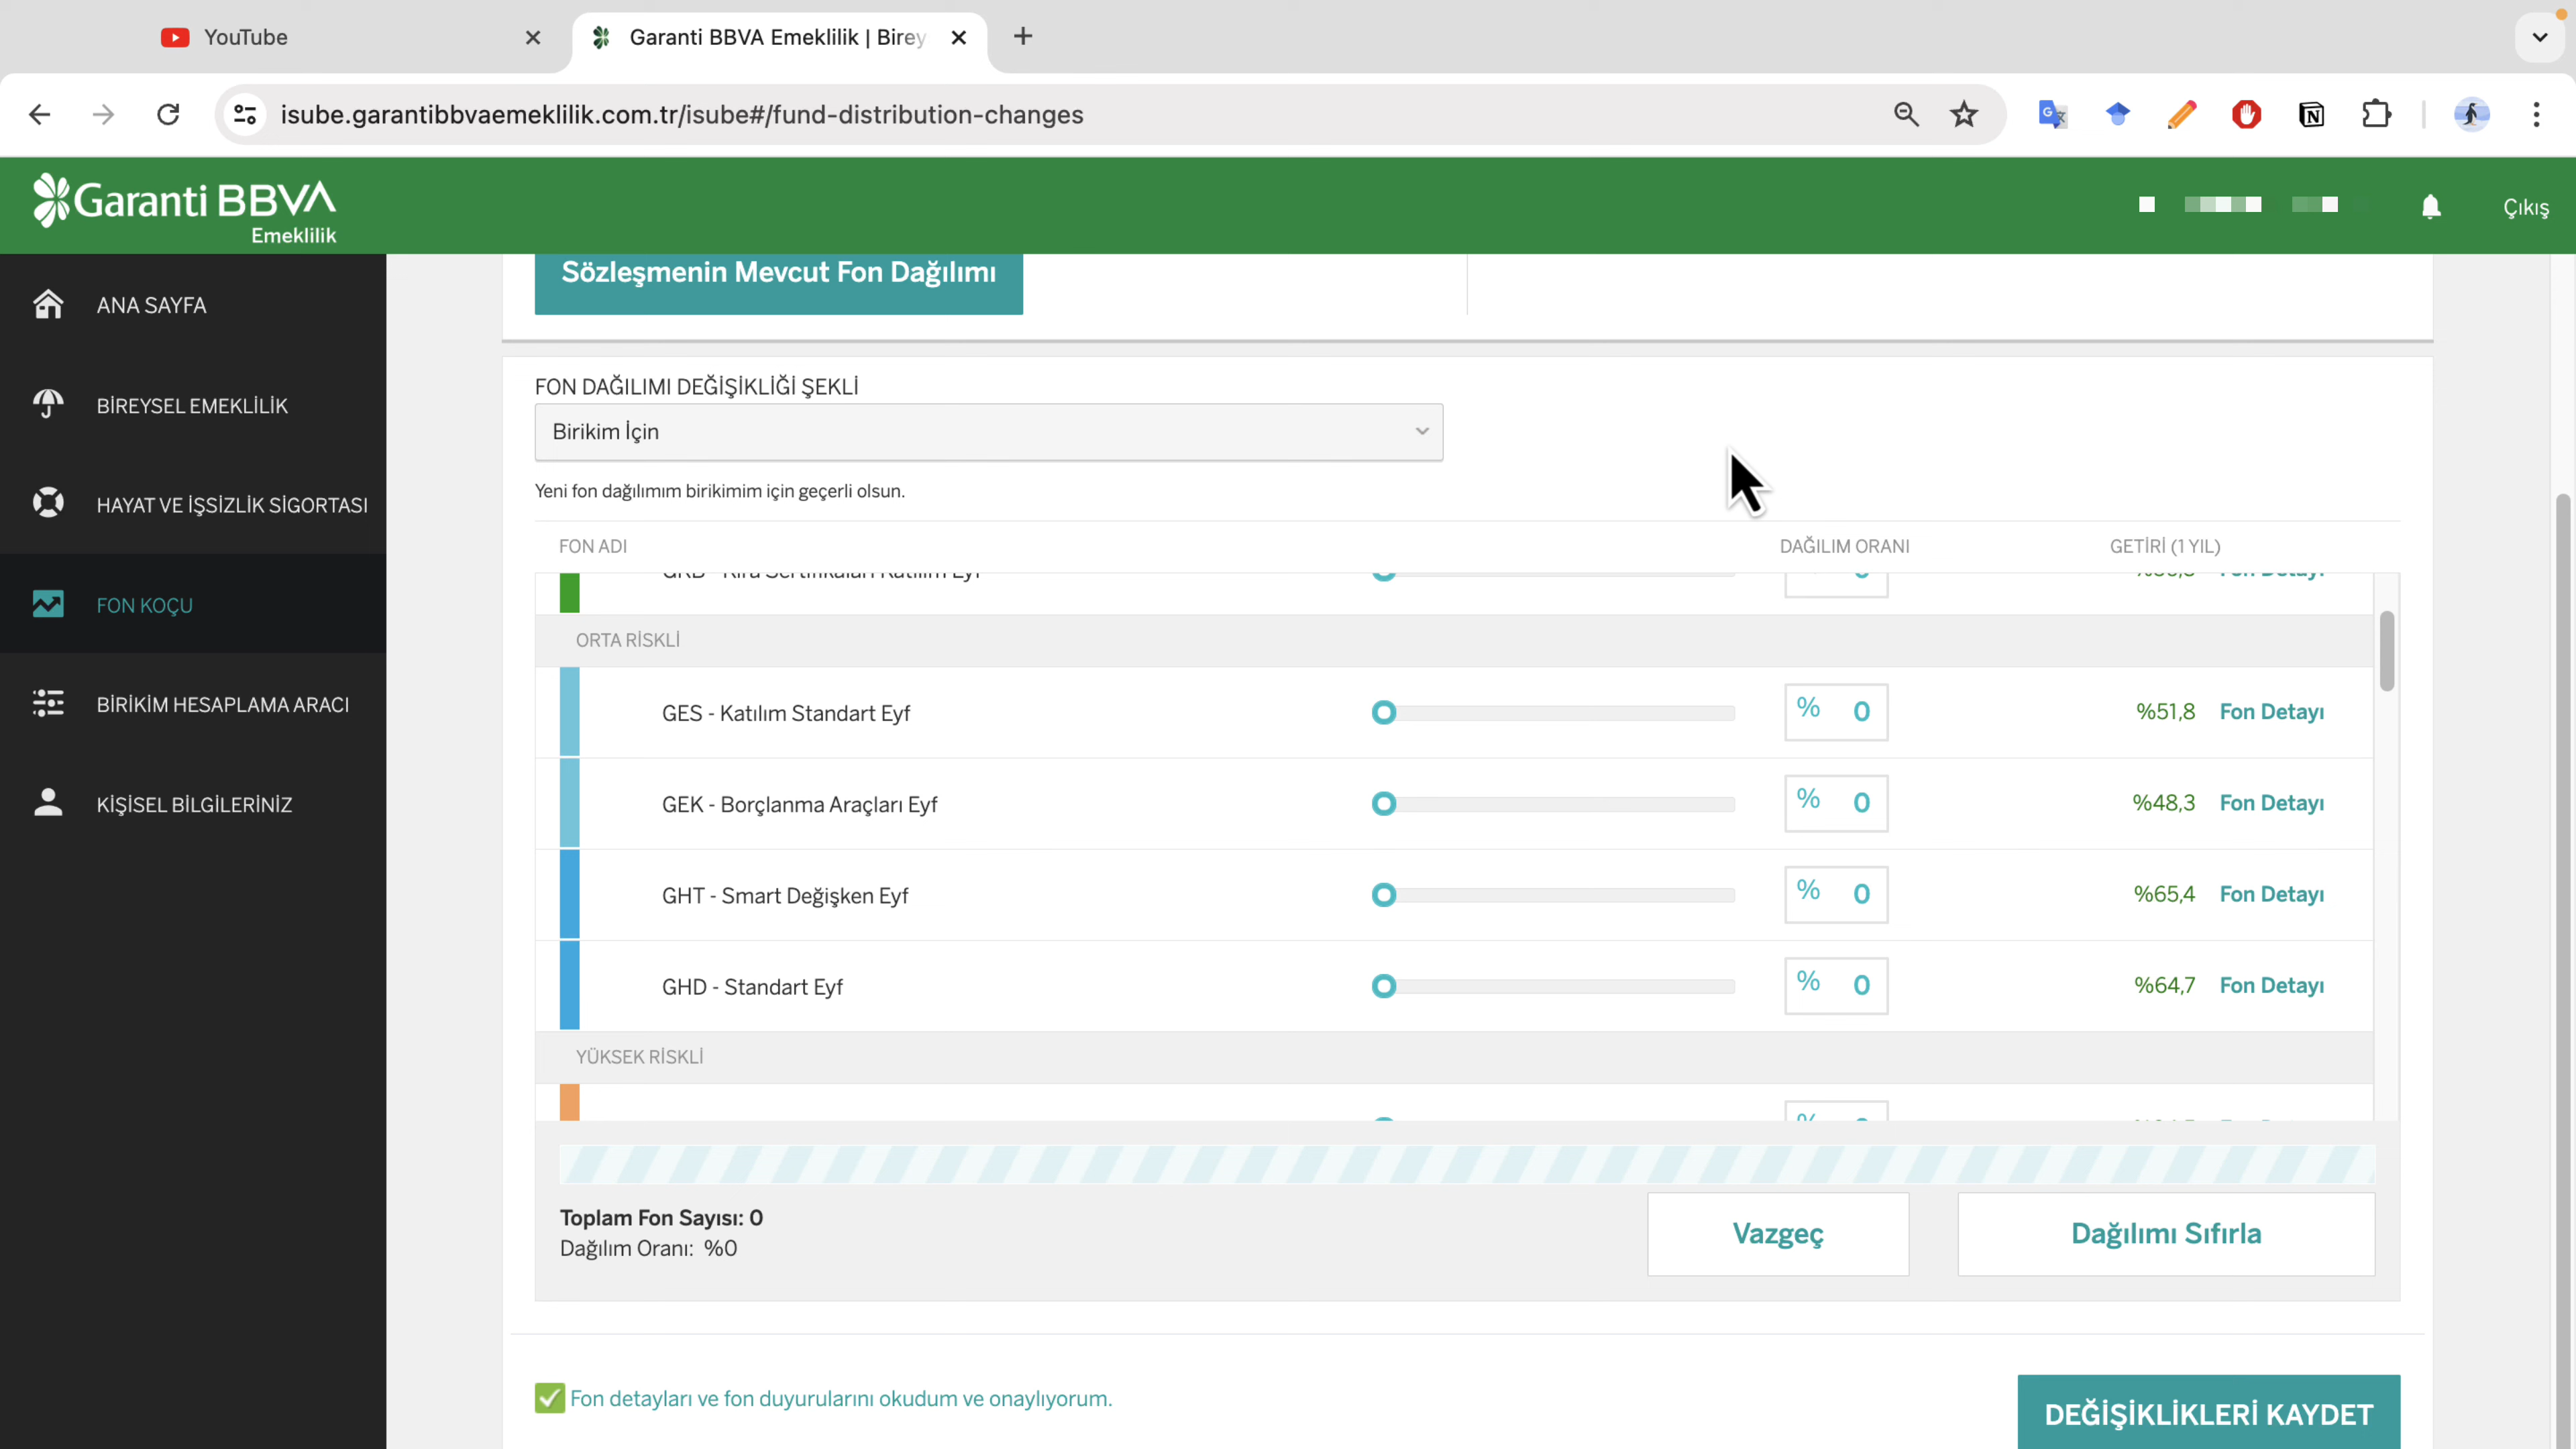 YouTube
Garanti BBVA Emeklilik | Birey
isube.garantibbvaemeklilik.com.tr/isube#/fund-distribution-changes
Garanti BBVA
Emeklilik
Çıkış
ANA SAYFA
BİREYSEL EMEKLİLİK
HAYAT VE İŞSİZLİK SİGORTASI
FON KOÇU
BİRİKİM HESAPLAMA ARACI
KİŞİSEL BİLGİLERİNİZ
Sözleşmenin Mevcut Fon Dağılımı
FON DAĞILIMI DEĞİŞİKLİĞİ ŞEKLİ
Birikim İçin
Yeni fon dağılımım birikimim için geçerli olsun.
FON ADI DAĞILIM ORANI GETİRİ (1 YIL)
ORTA RİSKLİ
GES - Katılım Standart Eyf % 0 %51,8 Fon Detayı
GEK - Borçlanma Araçları Eyf % 0 %48,3 Fon Detayı
GHT - Smart Değişken Eyf % 0 %65,4 Fon Detayı
GHD - Standart Eyf % 0 %64,7 Fon Detayı
YÜKSEK RİSKLİ
Toplam Fon Sayısı: 0
Dağılım Oranı: %0
Vazgeç
Dağılımı Sıfırla
Fon detayları ve fon duyurularını okudum ve onaylıyorum.
DEĞİŞİKLİKLERİ KAYDET